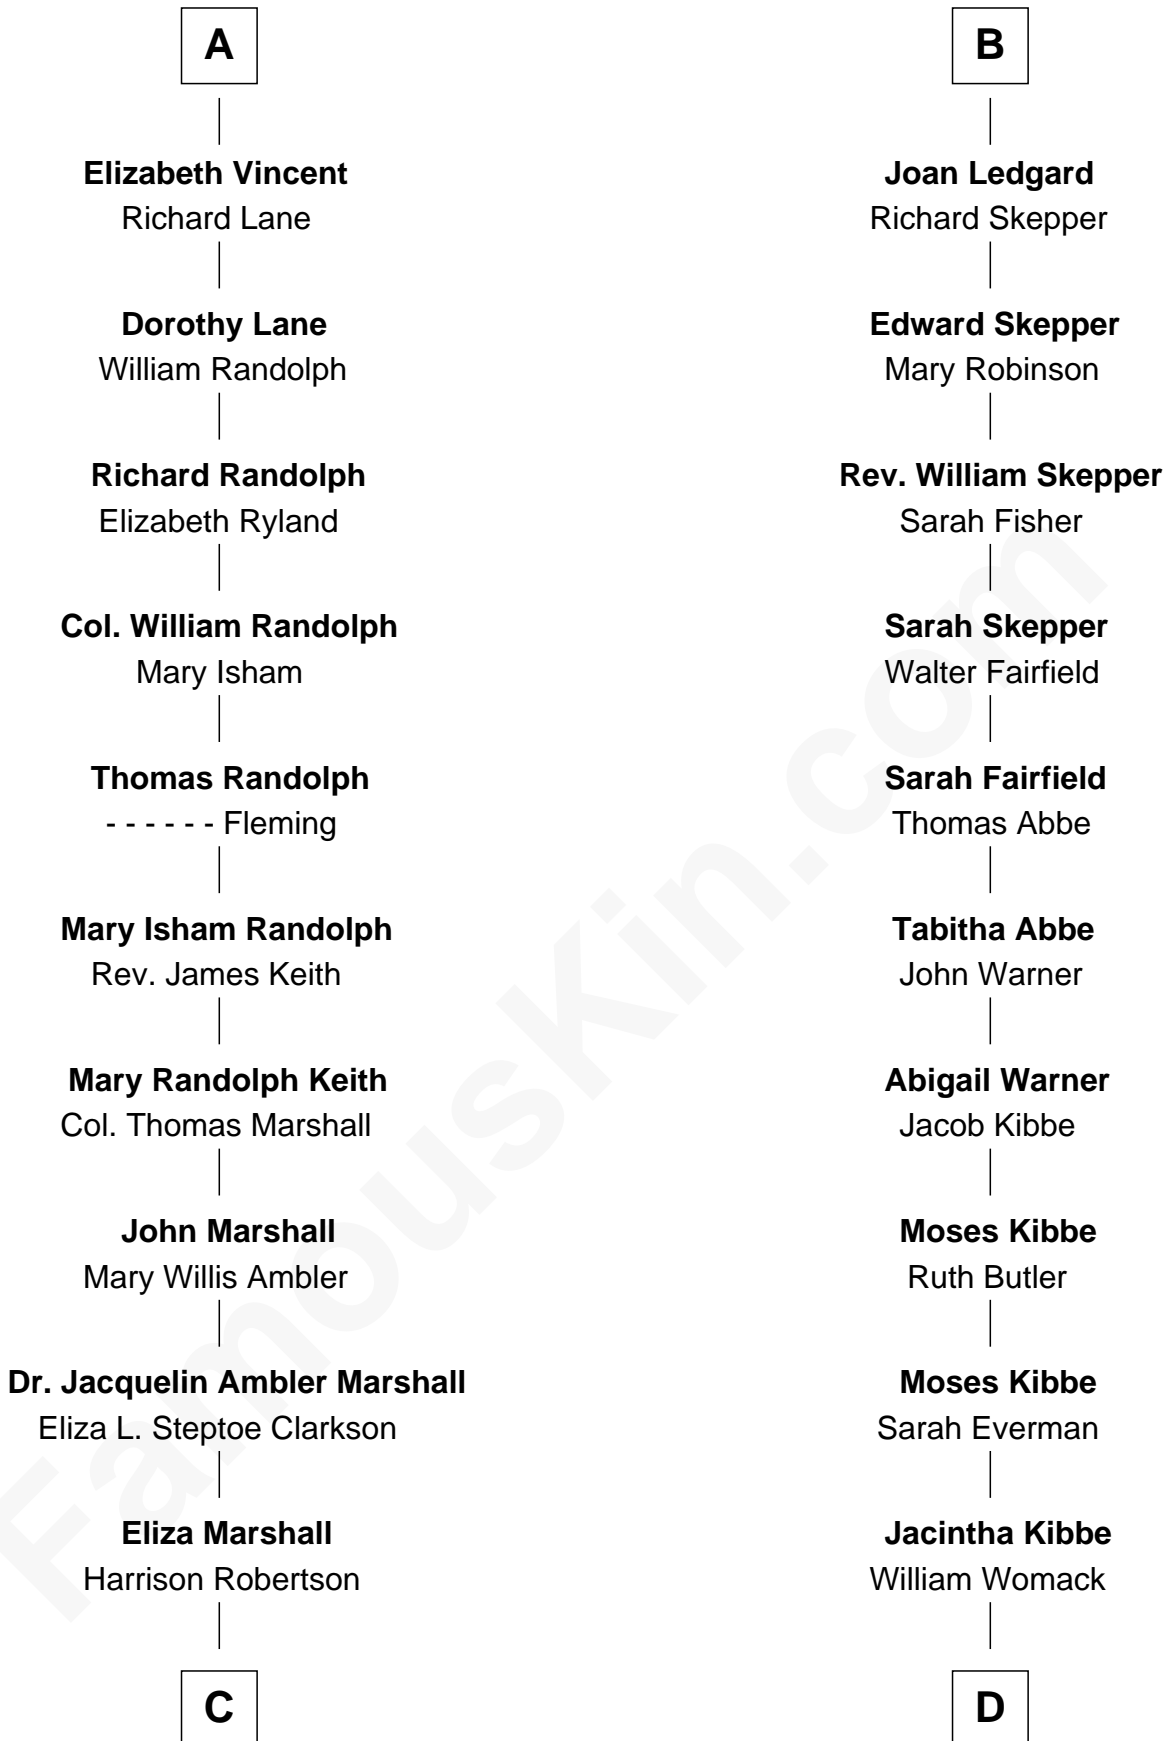 A
Elizabeth Vincent
Richard Lane
Dorothy Lane
William Randolph
Richard Randolph
Elizabeth Ryland
Col. William Randolph
Mary Isham
Thomas Randolph
- - - - - - Fleming
Mary Isham Randolph
Rev. James Keith
Mary Randolph Keith
Col. Thomas Marshall
John Marshall
Mary Willis Ambler
Dr. Jacquelin Ambler Marshall
Eliza L. Steptoe Clarkson
Eliza Marshall
Harrison Robertson
C
B
Joan Ledgard
Richard Skepper
Edward Skepper
Mary Robinson
Rev. William Skepper
Sarah Fisher
Sarah Skepper
Walter Fairfield
Sarah Fairfield
Thomas Abbe
Tabitha Abbe
John Warner
Abigail Warner
Jacob Kibbe
Moses Kibbe
Ruth Butler
Moses Kibbe
Sarah Everman
Jacintha Kibbe
William Womack
D
FamousKin.com